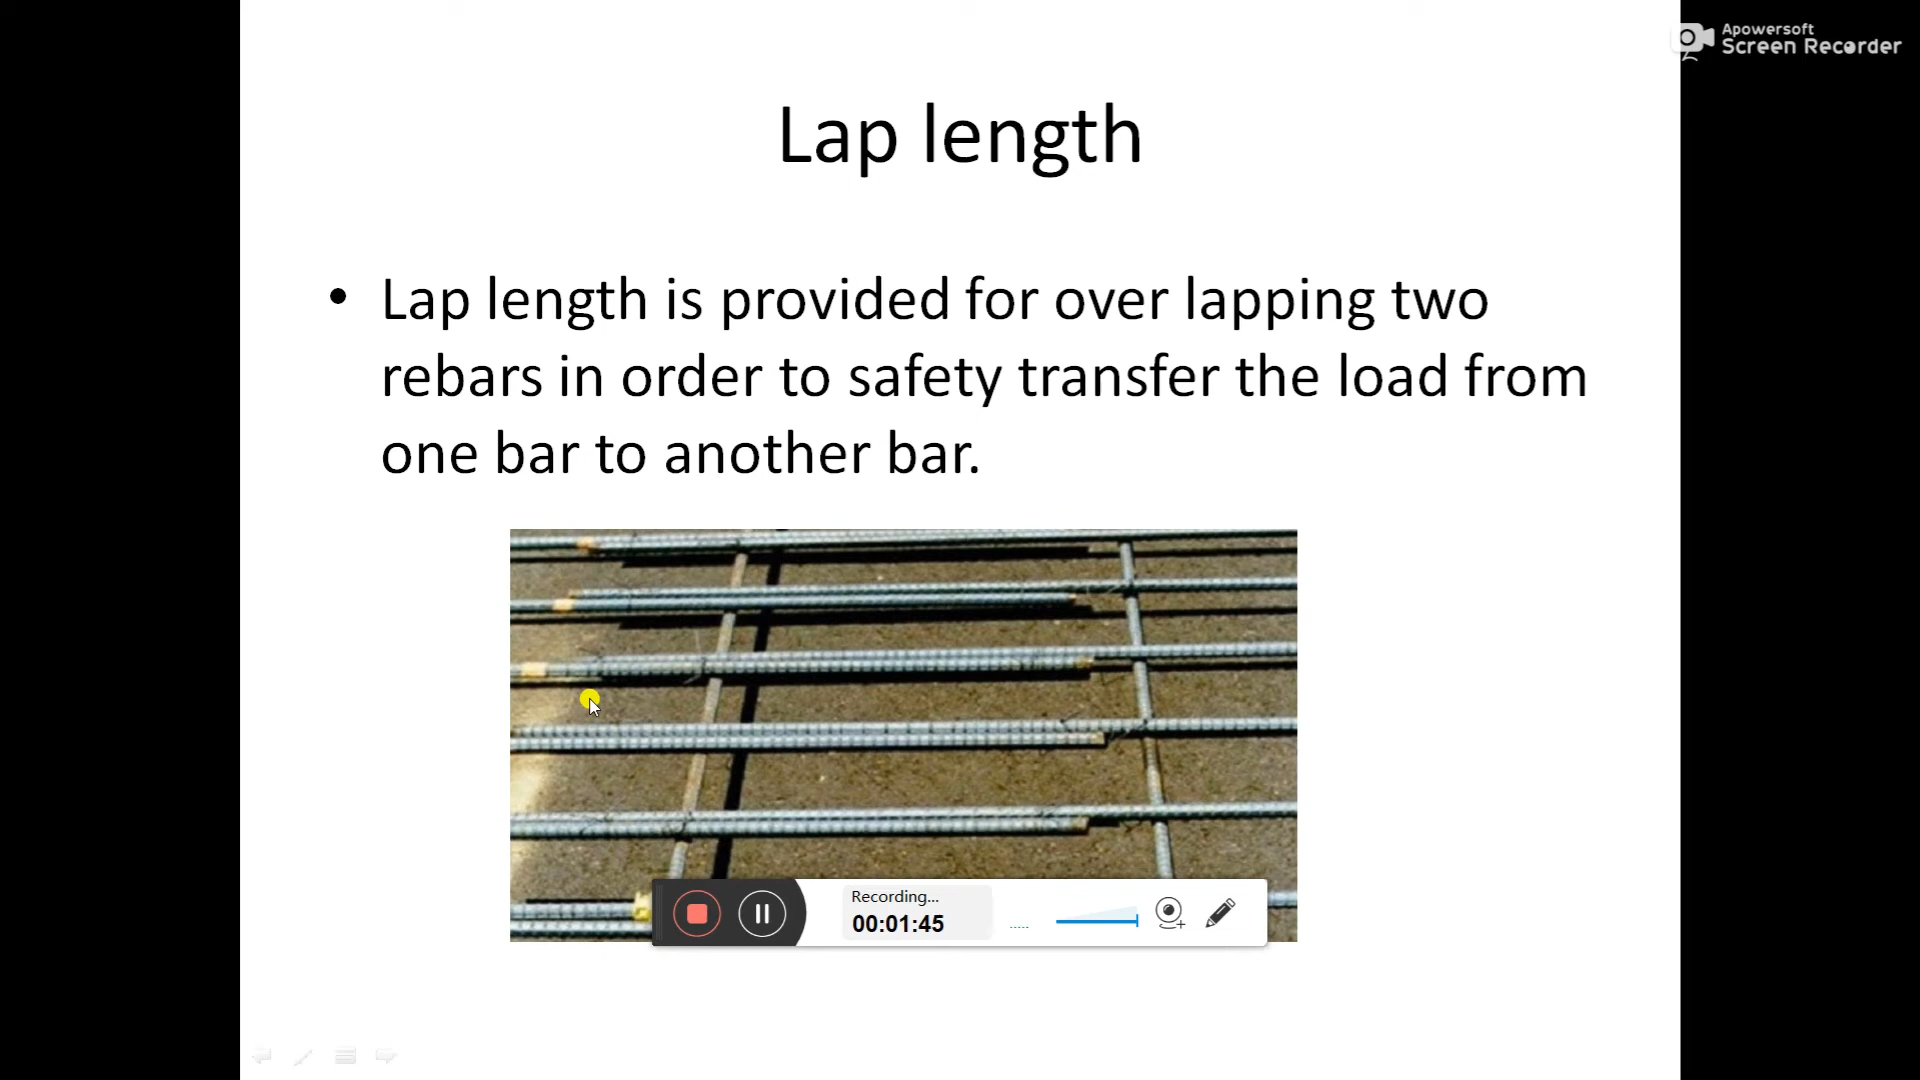 Apowersoft
Screen Recorder
Lap length
• Lap length is provided for over lapping two
rebars in order to safety transfer the load from
one bar to another bar.
Recording...
00:01:45